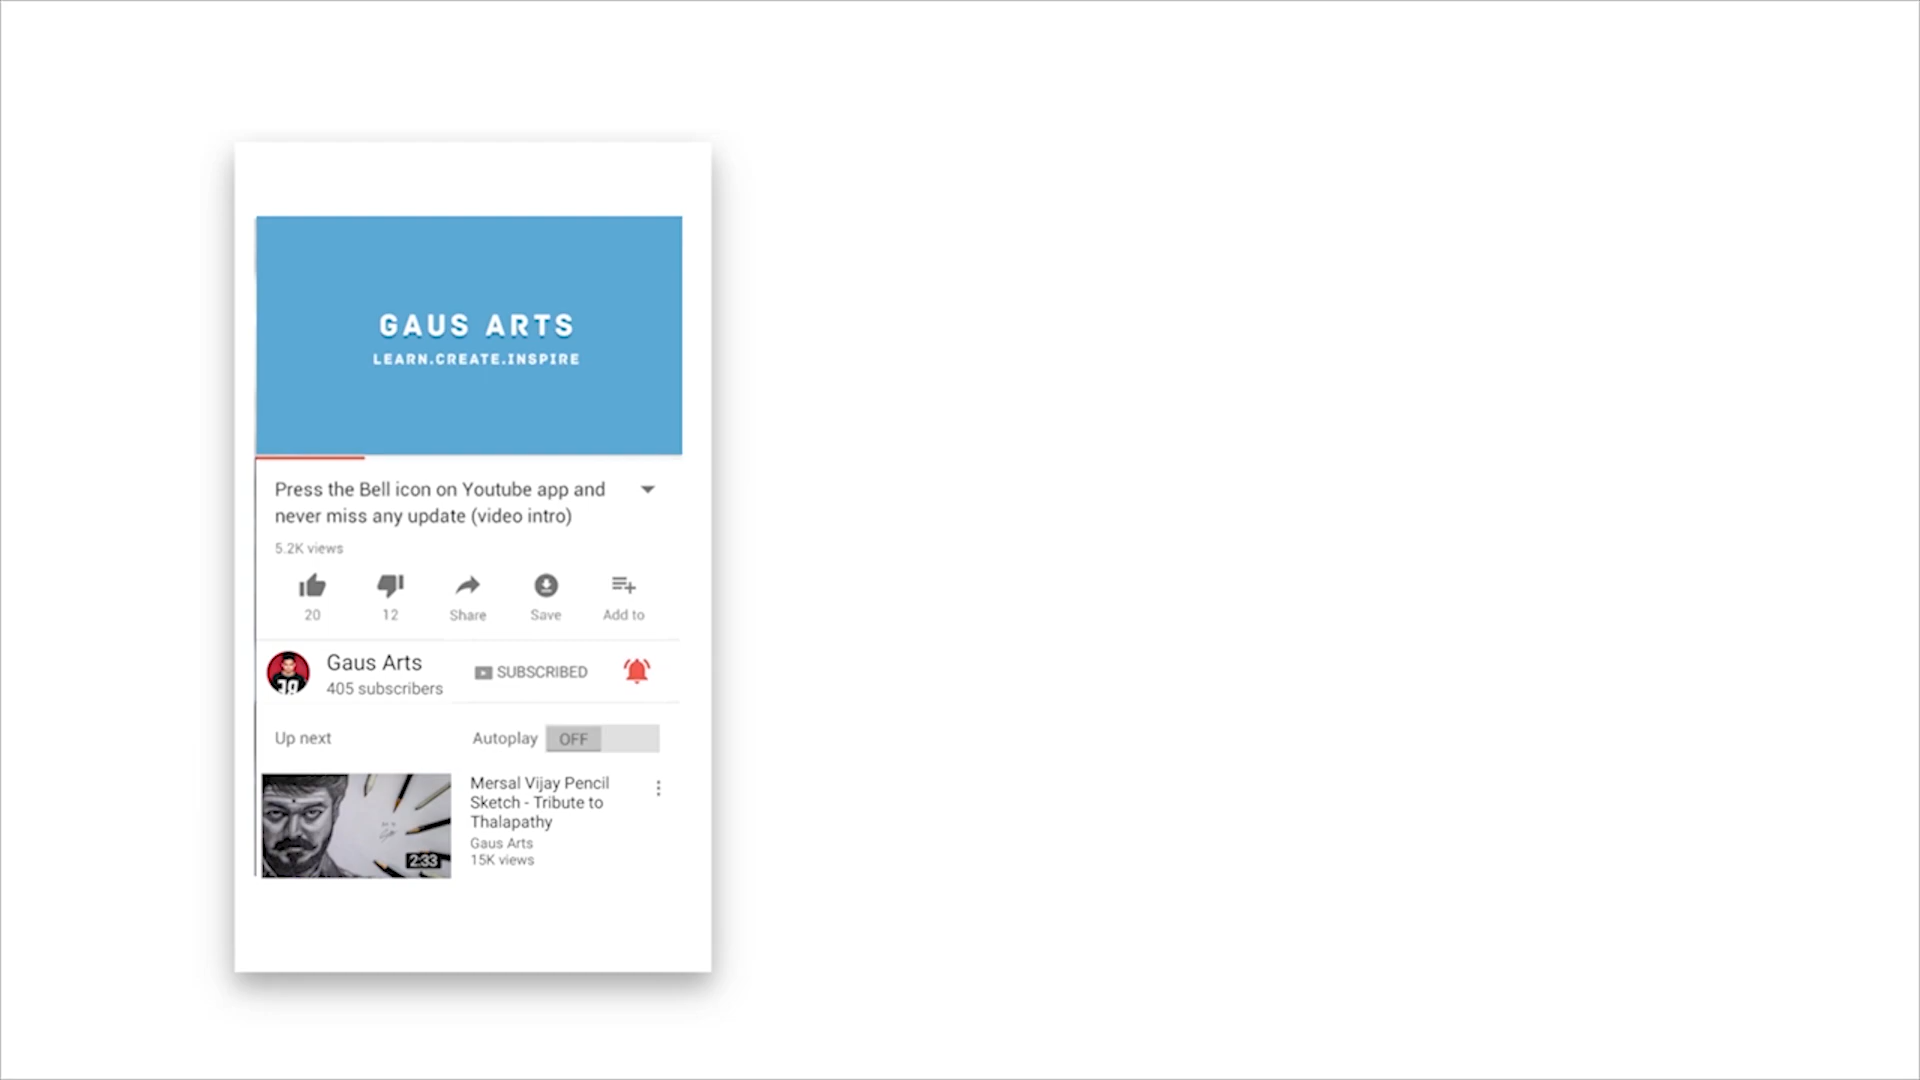 GAUS ARTS
LEARN.CREATE.INSPIRE
Press the Bell icon on Youtube app and
never miss any update (video intro)
5.2K views
20
12
Share
Save
Add to
Gaus Arts
405 subscribers
SUBSCRIBED
Up next
Autoplay
OFF
2:33
Mersal Vijay Pencil
Sketch - Tribute to
Thalapathy
Gaus Arts
15K views